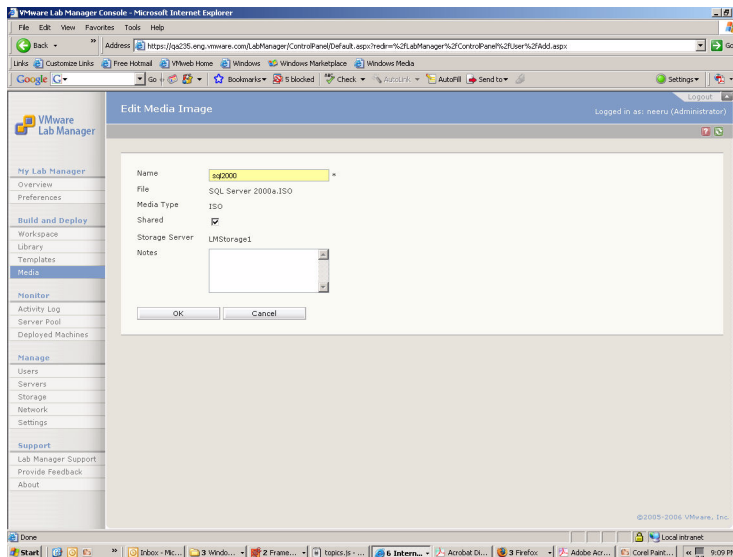 VMware Lab Manager Console - Microsoft Internet Explorer
File Edit View Favorites Tools Help
Back » Address https://qa235.eng.vmware.com/LabManager/ControlPanel/Default.aspx?redir=%2fLabManager%2fControlPanel%2fUser%2fAdd.aspx Go
Links Customize Links Free Hotmail VMweb Home Windows Windows Marketplace Windows Media
Google G Go Bookmarks 5 blocked Check AutoLink AutoFill Send to Settings
Logout
VMware Lab Manager
Edit Media Image
Logged in as: neeru (Administrator)
My Lab Manager
Overview
Preferences
Build and Deploy
Workspace
Library
Templates
Media
Monitor
Activity Log
Server Pool
Deployed Machines
Manage
Users
Servers
Storage
Network
Settings
Support
Lab Manager Support
Provide Feedback
About
Name sql2000 *
File SQL Server 2000a.ISO
Media Type ISO
Shared
Storage Server LMStorage1
Notes
OK Cancel
©2005-2006 VMware, Inc.
Done Local intranet
Start » Inbox - Mic... 3 Windo... 2 Frame... topics.js - ... 6 Intern... Acrobat Di... 3 Firefox Adobe Acr... Corel Paint... « 9:09 PM